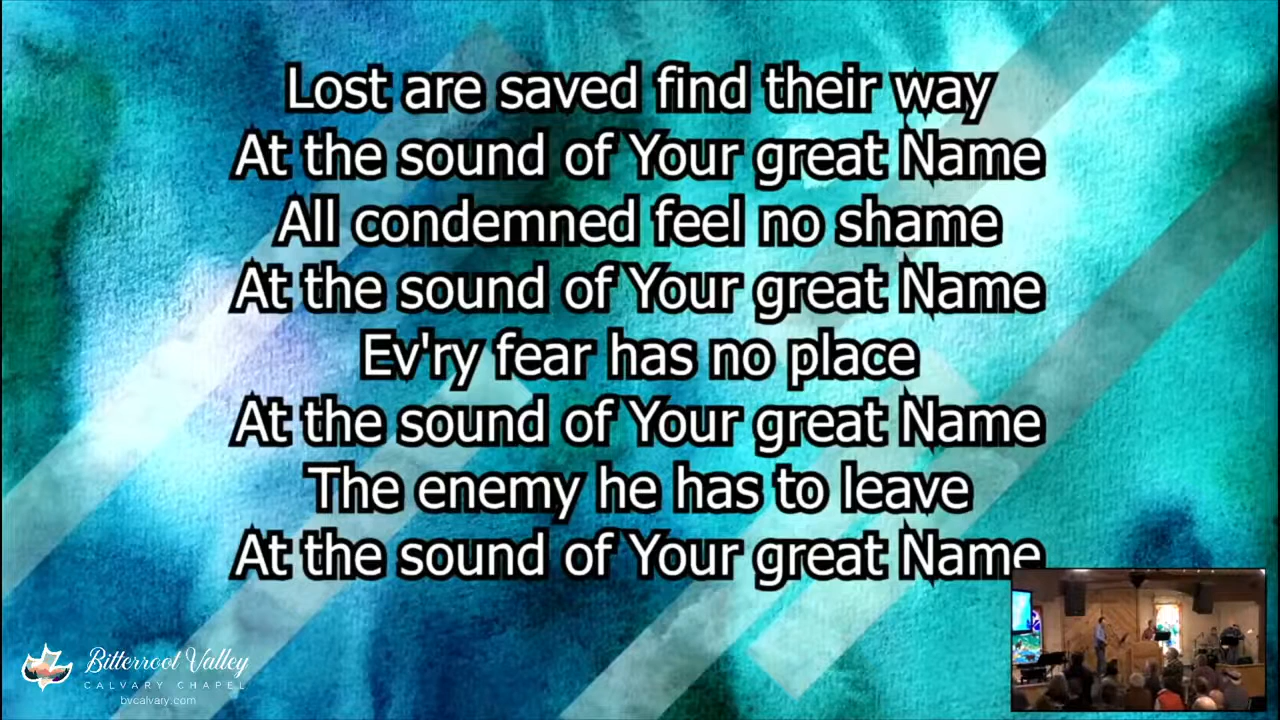 Lost are saved find their way
At the sound of Your great Name
All condemned feel no shame
At the sound of Your great Name
Ev'ry fear has no place
At the sound of Your great Name
The enemy he has to leave
At the sound of Your great Name
Bitterroot Valley
CALVARY CHAPEL
bvcalvary.com